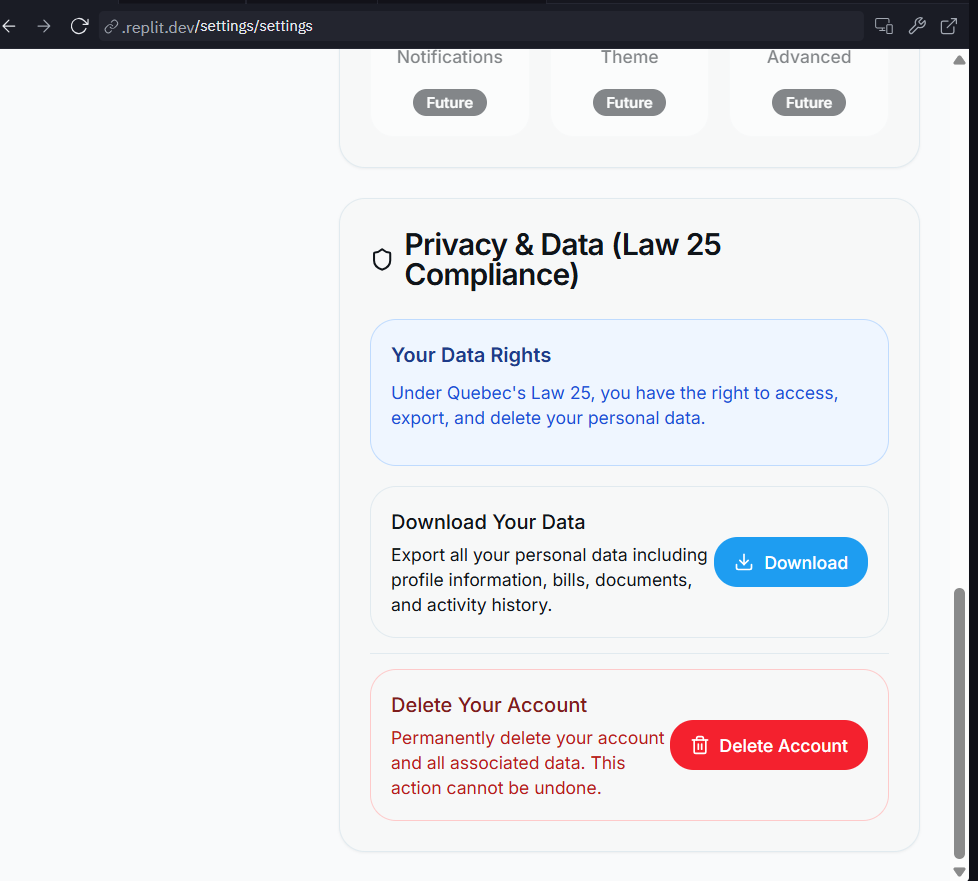 .replit.dev/settings/settings
Notifications Theme Advanced
Future Future Future
Privacy & Data (Law 25
Compliance)
Your Data Rights
Under Quebec's Law 25, you have the right to access,
export, and delete your personal data.
Download Your Data
Export all your personal data including
profile information, bills, documents,
and activity history.
Download
Delete Your Account
Permanently delete your account
and all associated data. This
action cannot be undone.
Delete Account